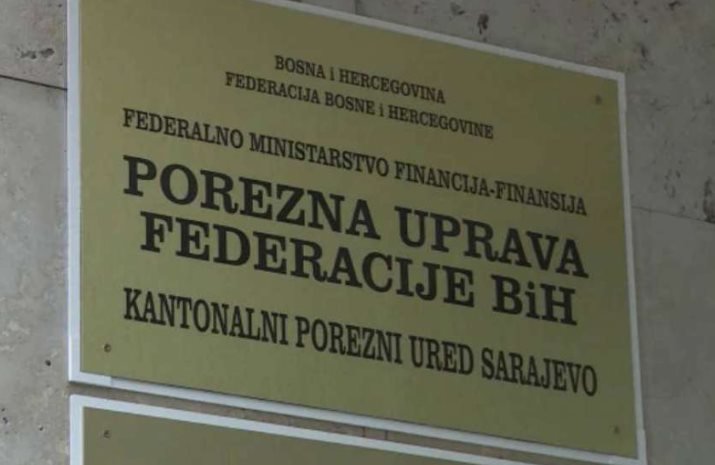 BOSNA i HERCEGOVINA
FEDERACIJA BOSNE i HERCEGOVINE
FEDERALNO MINISTARSTVO FINANCIJA-FINANSIJA
POREZNA UPRAVA
FEDERACIJE BiH
KANTONALNI POREZNI URED SARAJEVO